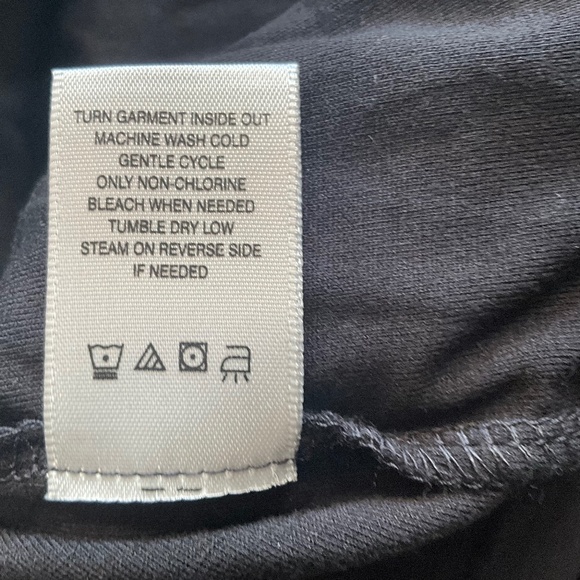 TURN GARMENT INSIDE OUT
MACHINE WASH COLD
GENTLE CYCLE
ONLY NON-CHLORINE
BLEACH WHEN NEEDED
TUMBLE DRY LOW
STEAM ON REVERSE SIDE
IF NEEDED